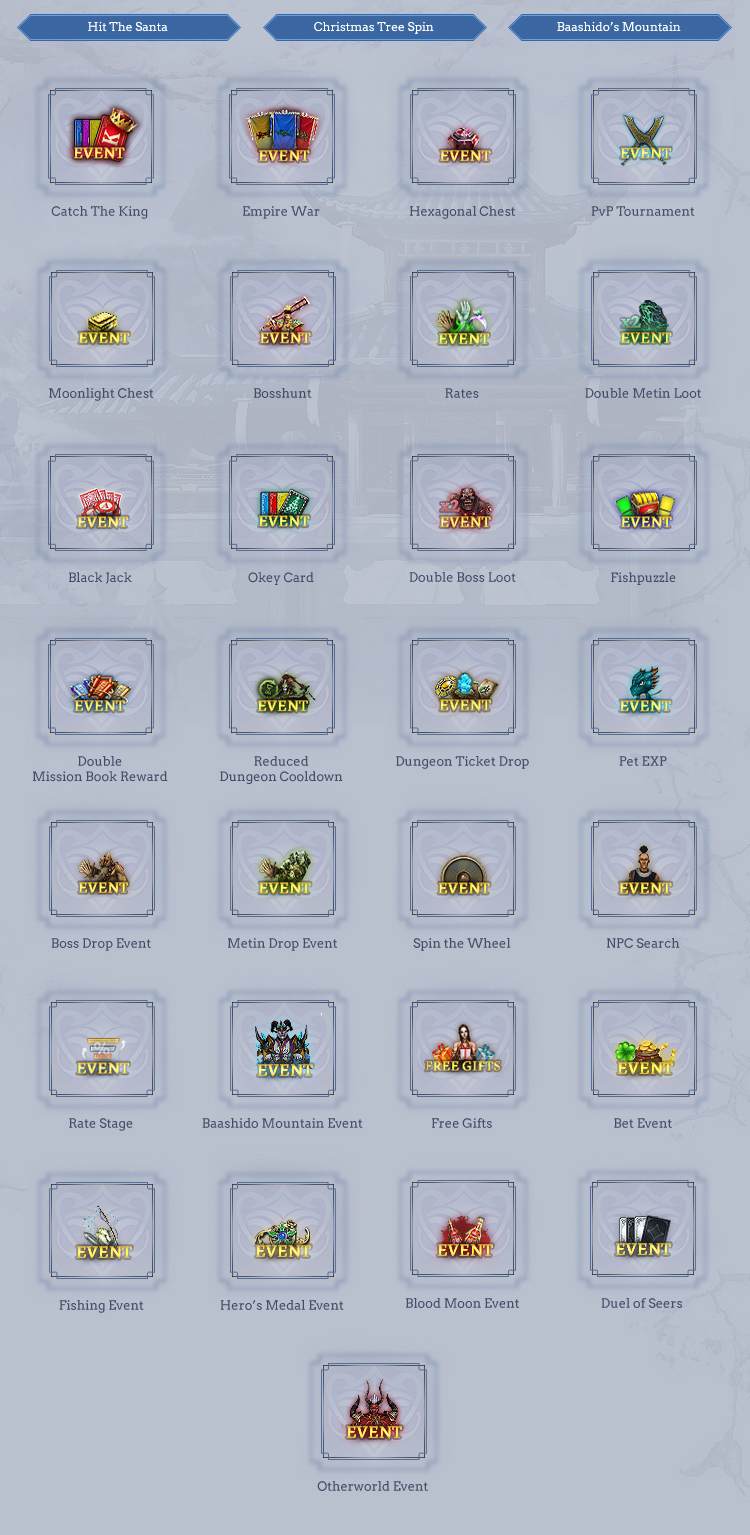 Hit The Santa
Christmas Tree Spin
Baashido's Mountain
EVENT
EVENT
EVENT
EVENT
Catch The King
Empire War
Hexagonal Chest
PvP Tournament
EVENT
EVENT
EVENT
x2
EVENT
Moonlight Chest
Bosshunt
Rates
Double Metin Loot
EVENT
EVENT
x2
EVENT
EVENT
Black Jack
Okey Card
Double Boss Loot
Fishpuzzle
EVENT
EVENT
EVENT
EVENT
Double
Mission Book Reward
Reduced
Dungeon Cooldown
Dungeon Ticket Drop
Pet EXP
EVENT
EVENT
EVENT
EVENT
Boss Drop Event
Metin Drop Event
Spin the Wheel
NPC Search
EVENT
EVENT
FREE GIFTS
EVENT
Rate Stage
Baashido Mountain Event
Free Gifts
Bet Event
EVENT
EVENT
EVENT
EVENT
Fishing Event
Hero's Medal Event
Blood Moon Event
Duel of Seers
EVENT
Otherworld Event